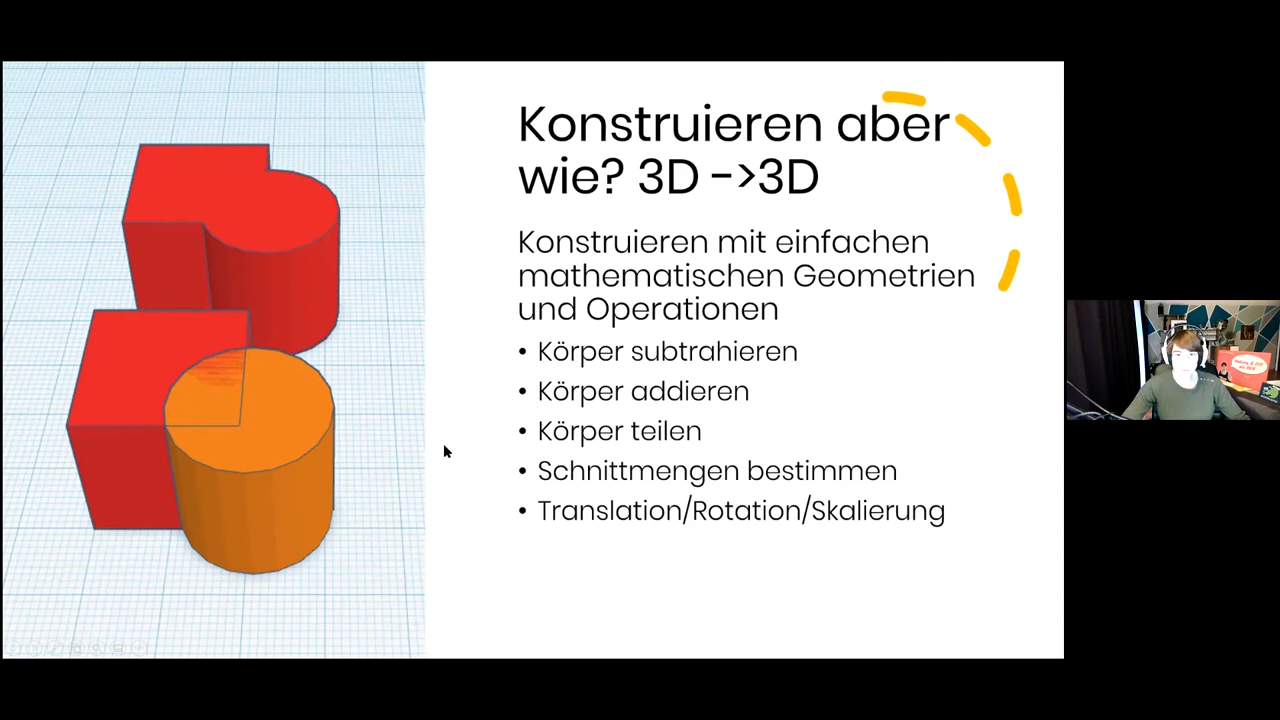 Konstruieren aber
wie? 3D ->3D
Konstruieren mit einfachen
mathematischen Geometrien
und Operationen
• Körper subtrahieren
• Körper addieren
• Körper teilen
• Schnittmengen bestimmen
• Translation/Rotation/Skalierung